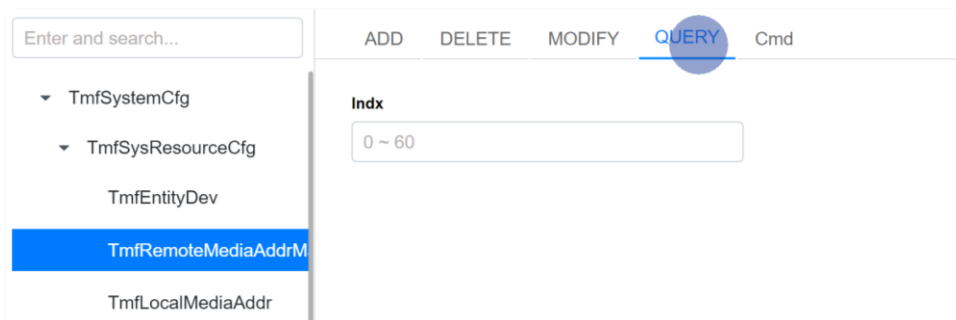 Enter and search...
ADD DELETE MODIFY QUERY Cmd
TmfSystemCfg
TmfSysResourceCfg
TmfEntityDev
TmfRemoteMediaAddrM
TmfLocalMediaAddr
Indx
0 ~ 60